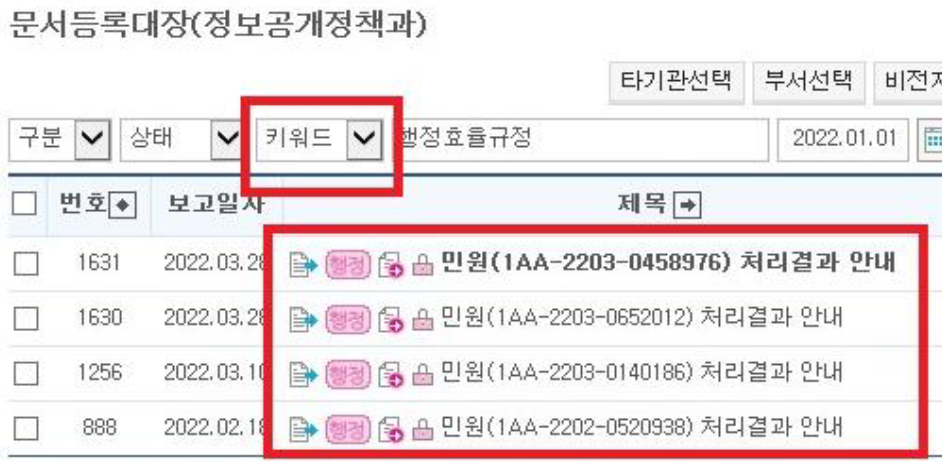 문서등록대장(정보공개정책과)
타기관선택 부서선택 비전자
구분 상태 키워드 행정효율규정 2022.01.01
번호 보고일자 제목
1631 2022.03.28 행정 민원(1AA-2203-0458976) 처리결과 안내
1630 2022.03.28 행정 민원(1AA-2203-0652012) 처리결과 안내
1256 2022.03.10 행정 민원(1AA-2203-0140186) 처리결과 안내
888 2022.02.18 행정 민원(1AA-2202-0520938) 처리결과 안내